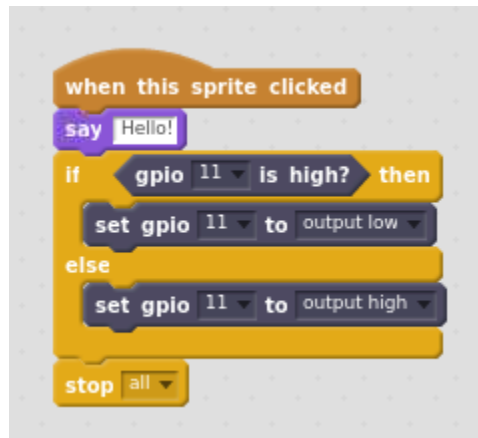 when this sprite clicked
say Hello!
if gpio 11 is high? then
set gpio 11 to output low
else
set gpio 11 to output high
stop all